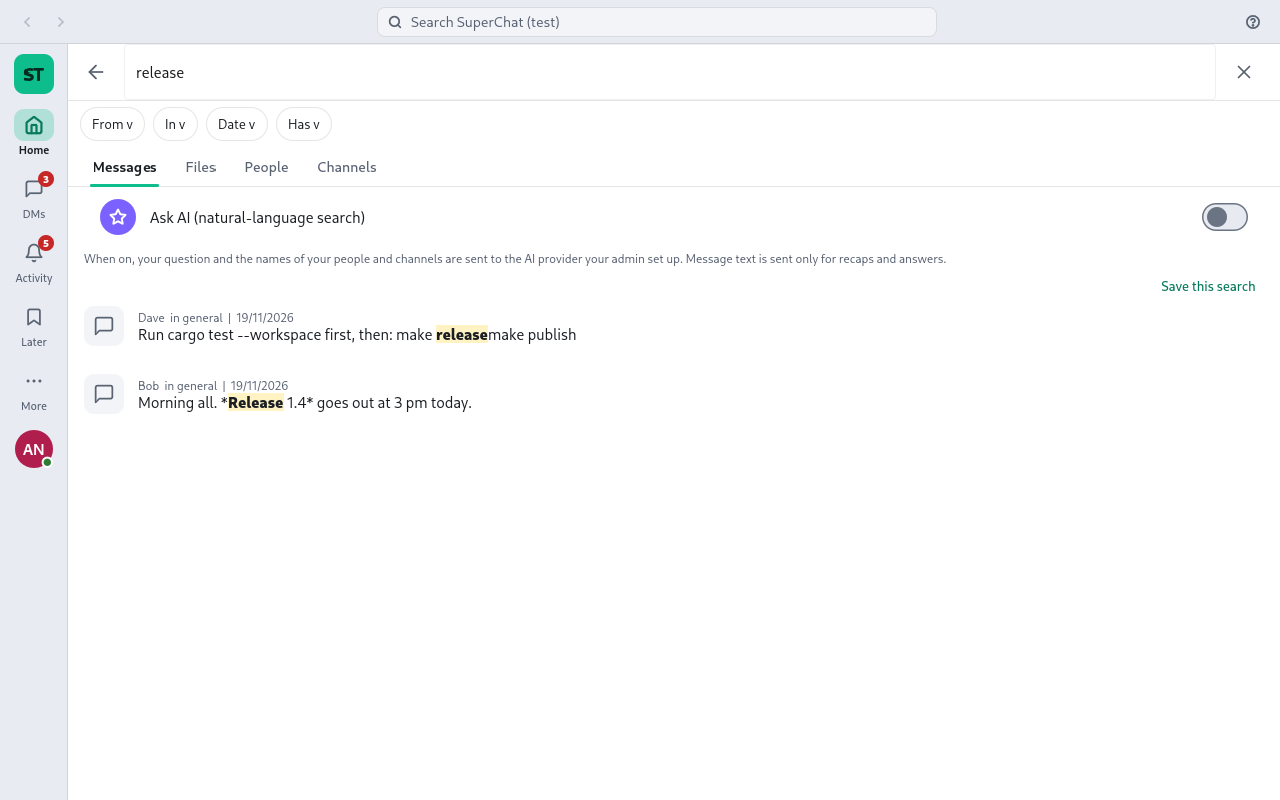 Search SuperChat (test)
ST
release
From v
In v
Date v
Has v
Home
Messages
Files
People
Channels
3
DMs
Ask AI (natural-language search)
5
Activity
When on, your question and the names of your people and channels are sent to the AI provider your admin set up. Message text is sent only for recaps and answers.
Save this search
Later
Dave in general | 19/11/2026
Run cargo test --workspace first, then: make releasemake publish
More
Bob in general | 19/11/2026
Morning all. *Release 1.4* goes out at 3 pm today.
AN